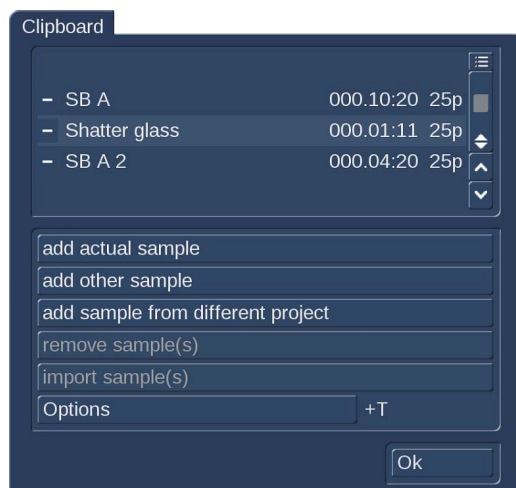 Clipboard
– SB A 000.10:20 25p
– Shatter glass 000.01:11 25p
– SB A 2 000.04:20 25p
add actual sample
add other sample
add sample from different project
remove sample(s)
import sample(s)
Options +T
Ok